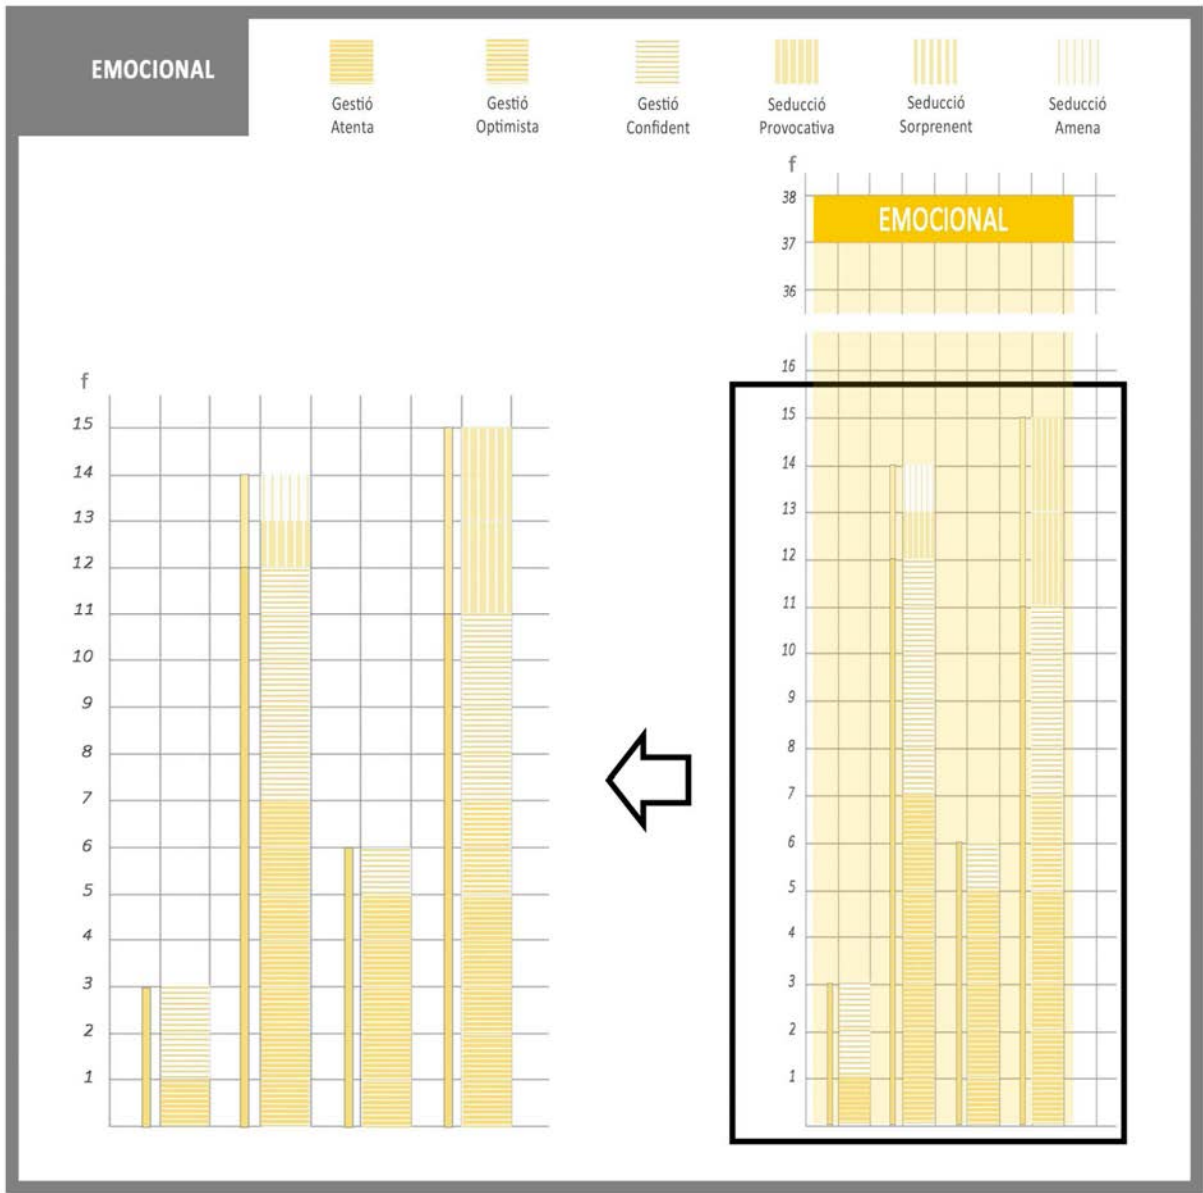 EMOCIONAL
Gestió
Atenta
Gestió
Optimista
Gestió
Confident
Seducció
Provocativa
Seducció
Sorprenent
Seducció
Amena
f
38
EMOCIONAL
37
36
16
15
14
13
12
11
10
9
8
7
6
5
4
3
2
1
f
15
14
13
12
11
10
9
8
7
6
5
4
3
2
1